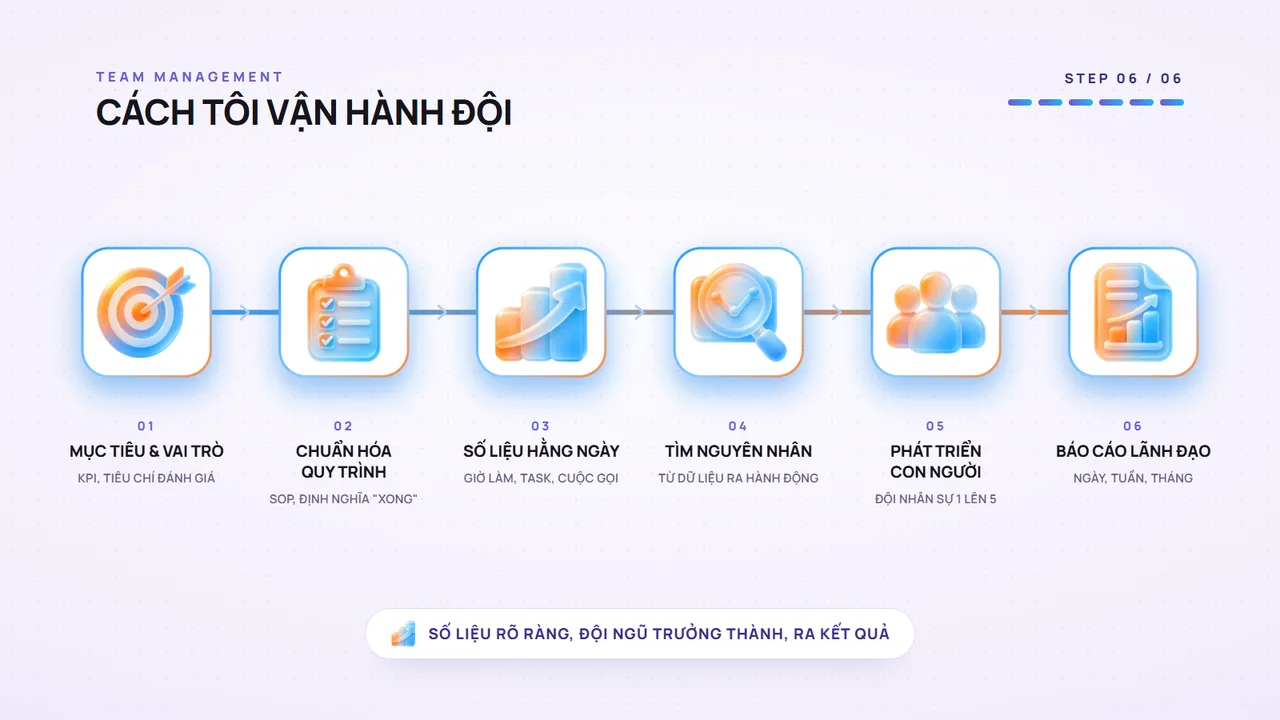 TEAM MANAGEMENT
CÁCH TÔI VẬN HÀNH ĐỘI
STEP 06 / 06
01
MỤC TIÊU & VAI TRÒ
KPI, TIÊU CHÍ ĐÁNH GIÁ
02
CHUẨN HÓA
QUY TRÌNH
SOP, ĐỊNH NGHĨA "XONG"
03
SỐ LIỆU HẰNG NGÀY
GIỜ LÀM, TASK, CUỘC GỌI
04
TÌM NGUYÊN NHÂN
TỪ DỮ LIỆU RA HÀNH ĐỘNG
05
PHÁT TRIỂN
CON NGƯỜI
ĐỘI NHÂN SỰ 1 LÊN 5
06
BÁO CÁO LÃNH ĐẠO
NGÀY, TUẦN, THÁNG
SỐ LIỆU RÕ RÀNG, ĐỘI NGŨ TRƯỞNG THÀNH, RA KẾT QUẢ